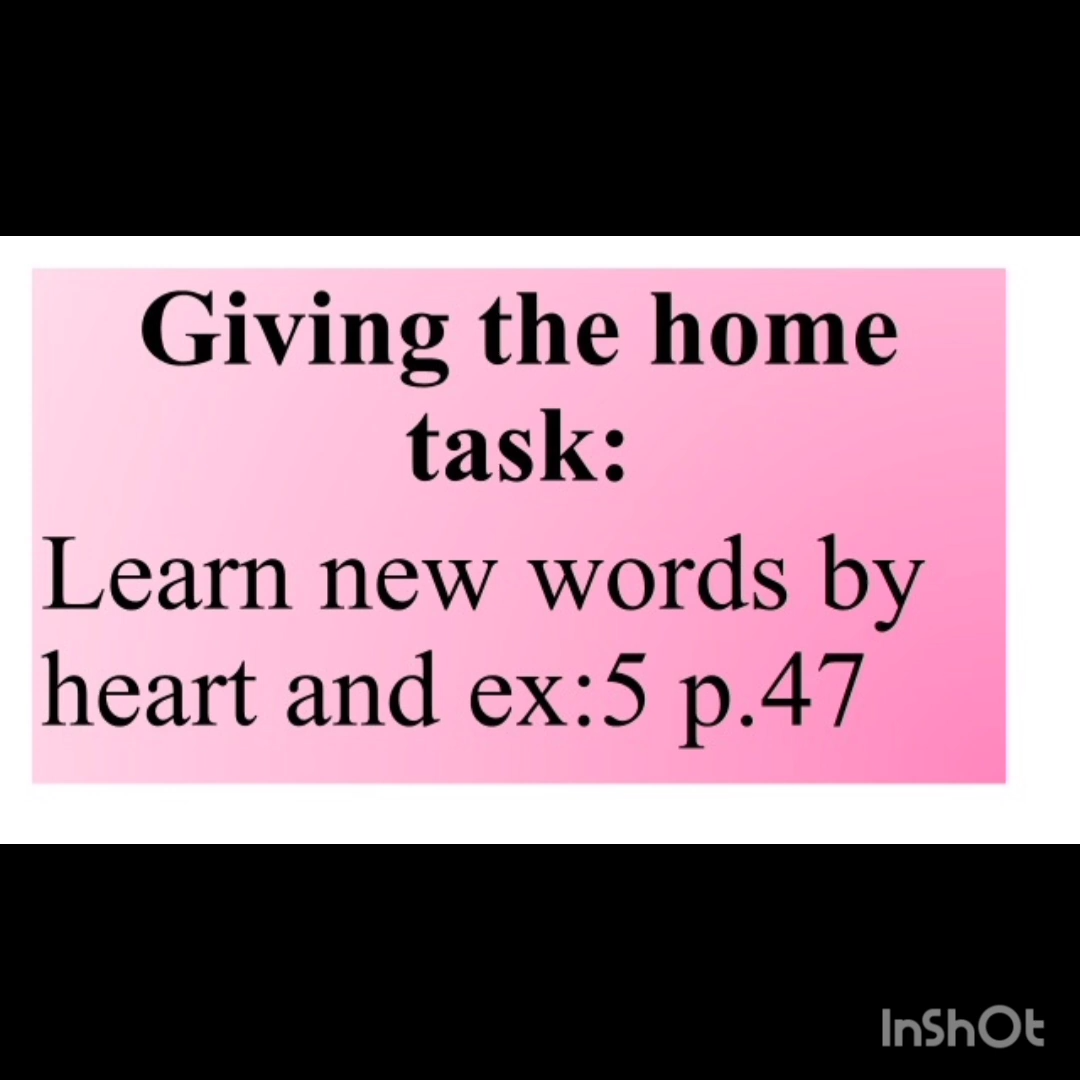 Giving the home
task:
Learn new words by
heart and ex:5 p.47
InShOt